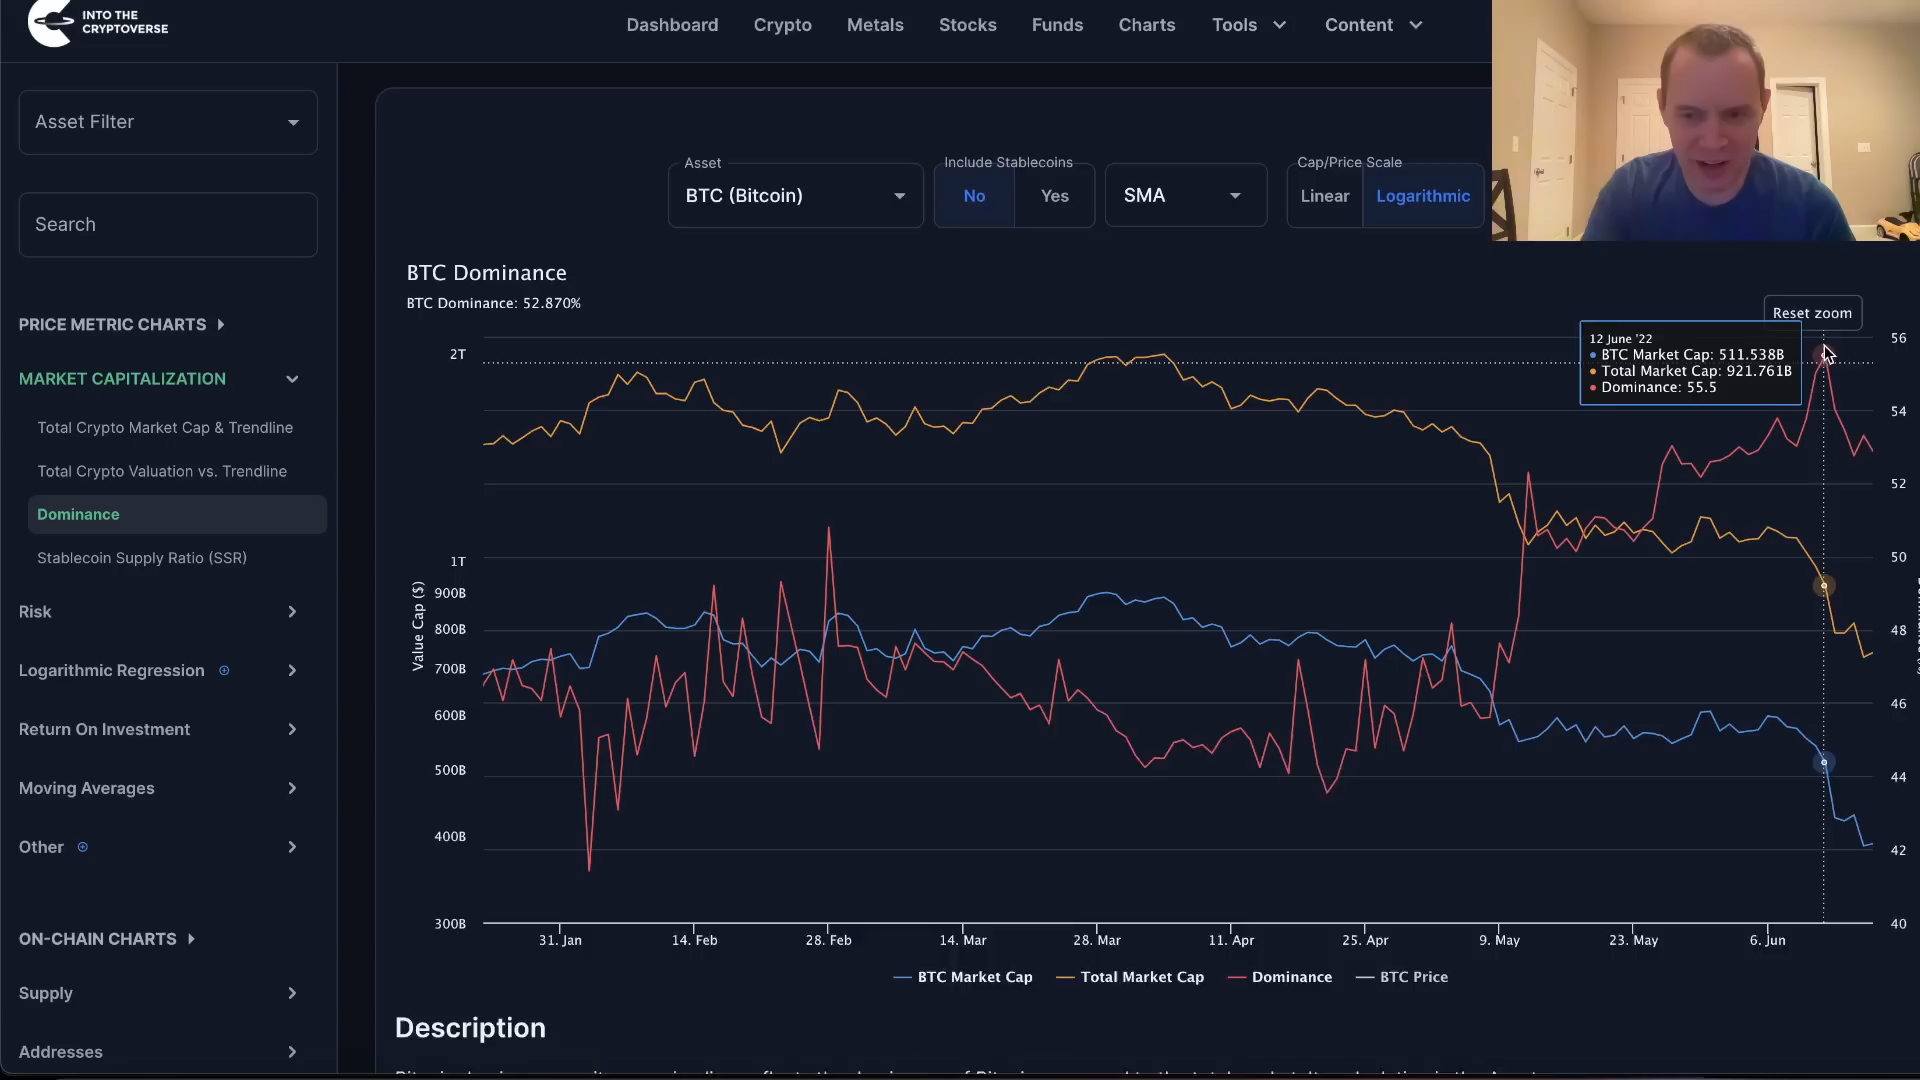 INTO THE
CRYPTOVERSE
Dashboard Crypto Metals Stocks Funds Charts Tools Content
Asset Filter
Search
PRICE METRIC CHARTS
MARKET CAPITALIZATION
Total Crypto Market Cap & Trendline
Total Crypto Valuation vs. Trendline
Dominance
Stablecoin Supply Ratio (SSR)
Risk
Logarithmic Regression
Return On Investment
Moving Averages
Other
ON-CHAIN CHARTS
Supply
Addresses
Asset
BTC (Bitcoin)
Include Stablecoins
No Yes
SMA
Cap/Price Scale
Linear Logarithmic
BTC Dominance
BTC Dominance: 52.870%
Reset zoom
12 June '22
BTC Market Cap: 511.538B
Total Market Cap: 921.761B
Dominance: 55.5
Value Cap ($)
2T
1T
900B
800B
700B
600B
500B
400B
300B
56
54
52
50
48
46
44
42
40
31. Jan 14. Feb 28. Feb 14. Mar 28. Mar 11. Apr 25. Apr 9. May 23. May 6. Jun
BTC Market Cap Total Market Cap Dominance BTC Price
Description